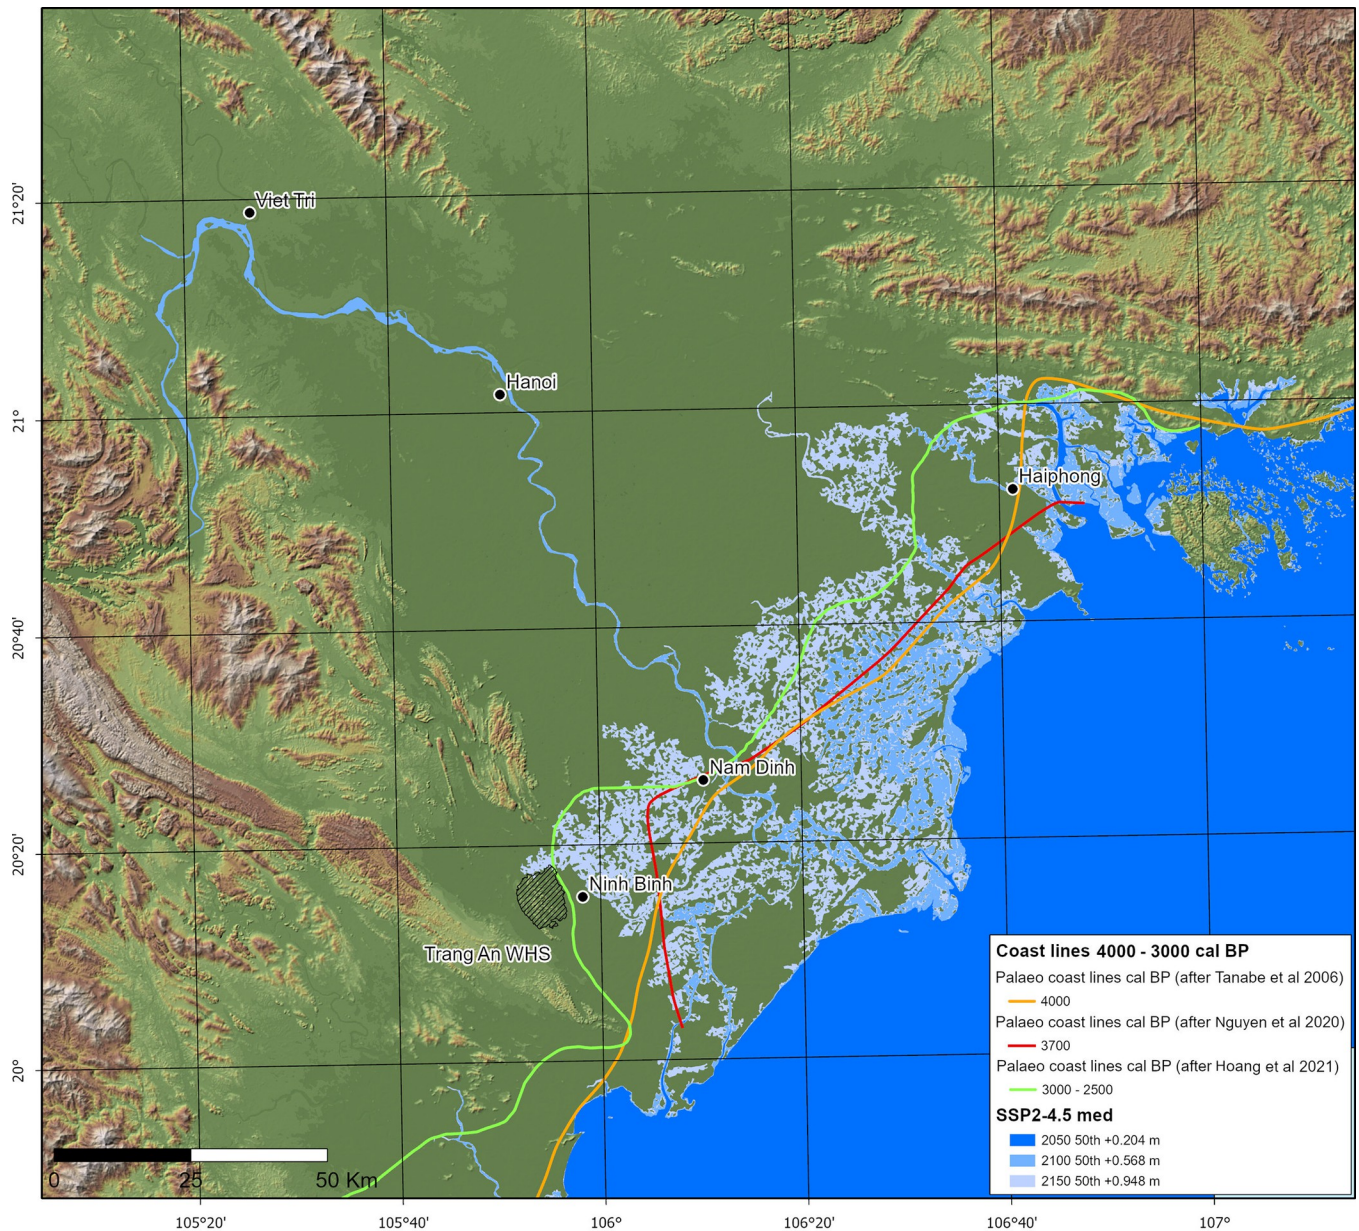 21°20'
Viet Tri
Hanoi
21°
Haiphong
20°40'
Nam Dinh
20°20'
Ninh Binh
Trang An WHS
20°
Coast lines 4000 - 3000 cal BP
Palaeo coast lines cal BP (after Tanabe et al 2006)
4000
Palaeo coast lines cal BP (after Nguyen et al 2020)
3700
Palaeo coast lines cal BP (after Hoang et al 2021)
3000 - 2500
SSP2-4.5 med
2050 50th +0.204 m
2100 50th +0.568 m
2150 50th +0.948 m
0 25 50 Km
105°20' 105°40' 106° 106°20' 106°40' 107°